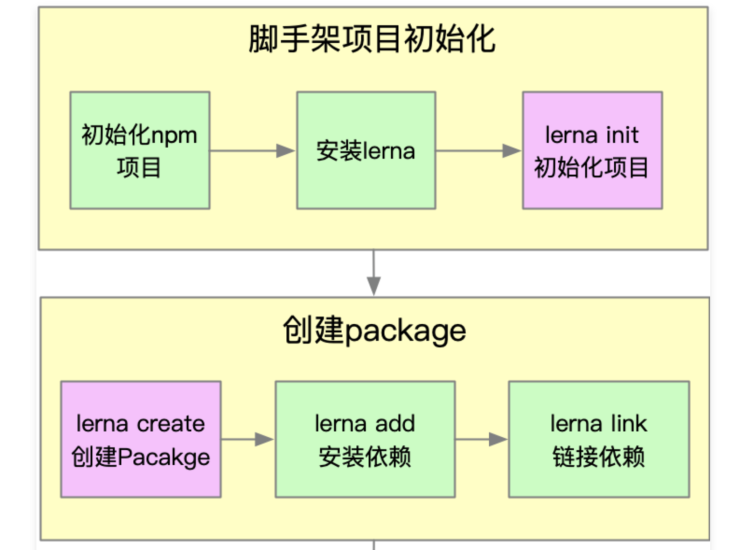 脚手架项目初始化
初始化npm
项目
安装lerna
lerna init
初始化项目
创建package
lerna create
创建Pacakge
lerna add
安装依赖
lerna link
链接依赖